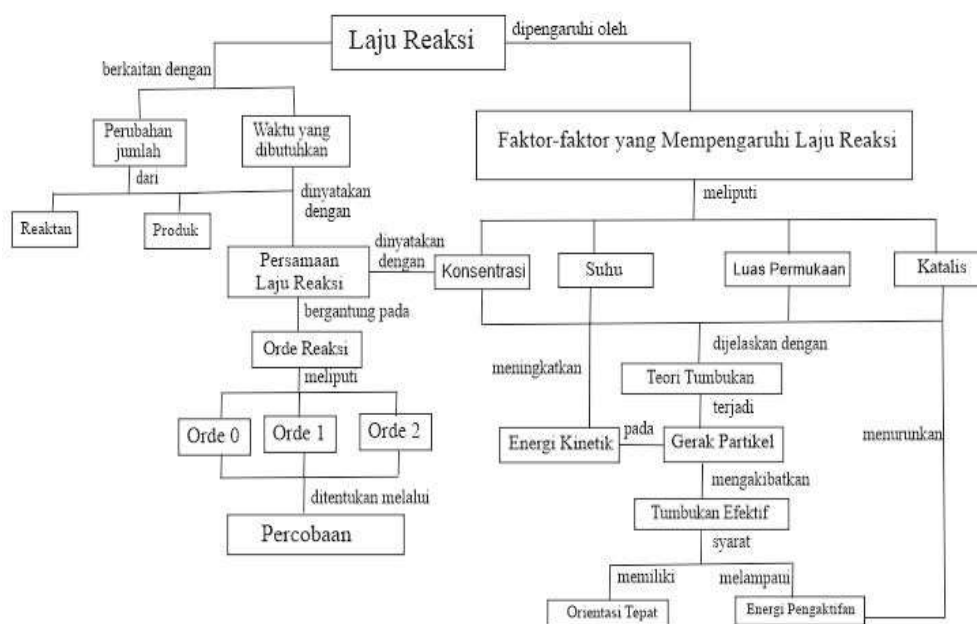 Laju Reaksi
dipengaruhi oleh
berkaitan dengan
Perubahan
jumlah
Waktu yang
dibutuhkan
Faktor-faktor yang Mempengaruhi Laju Reaksi
dari
dinyatakan
dengan
meliputi
Reaktan
Produk
Persamaan
Laju Reaksi
dinyatakan
dengan
Konsentrasi
Suhu
Luas Permukaan
Katalis
bergantung pada
Orde Reaksi
meliputi
Orde 0
Orde 1
Orde 2
ditentukan melalui
Percobaan
meningkatkan
dijelaskan dengan
Teori Tumbukan
terjadi
Energi Kinetik
pada
Gerak Partikel
menurunkan
mengakibatkan
Tumbukan Efektif
syarat
memiliki
melampaui
Orientasi Tepat
Energi Pengaktifan